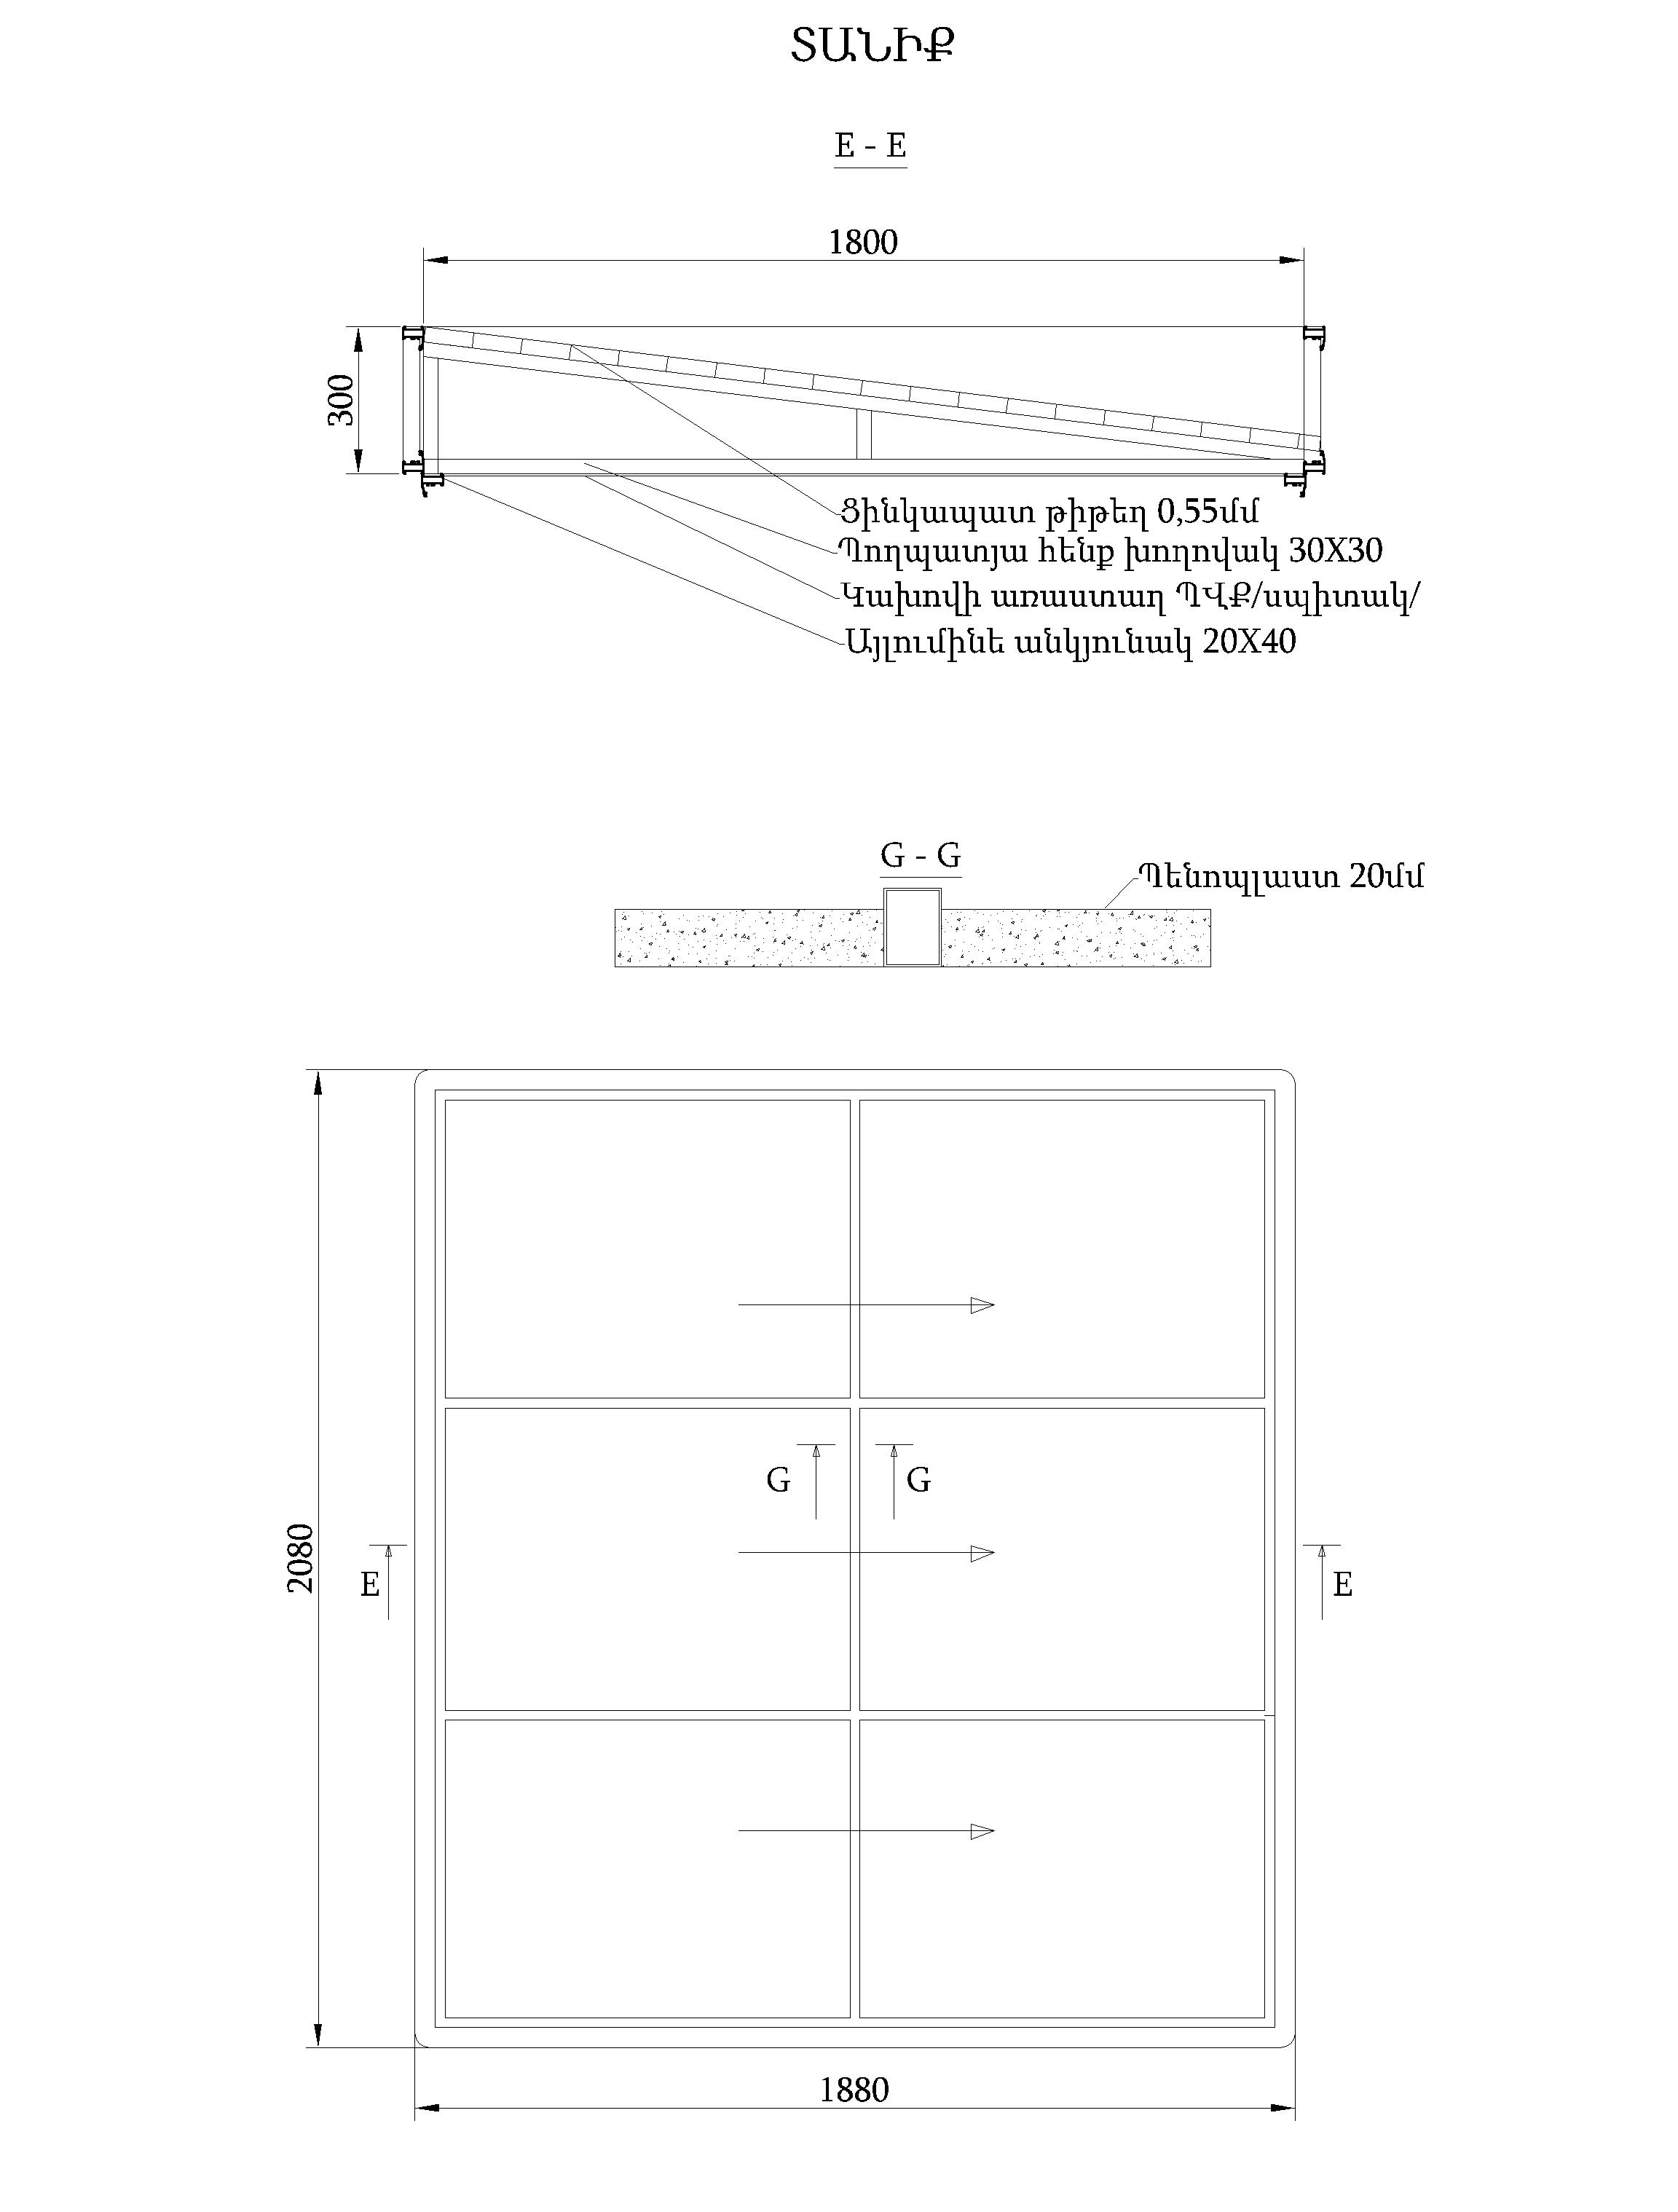 ՏԱՆԻՔ
E - E
1800
300
Ցինկապատ թիթեղ 0,55մմ
Պողպատյա հենք խողովակ 30X30
Կախովի առաստաղ ՊՎՔ/սպիտակ/
Այլումինե անկյունակ 20X40
G - G
Պենոպլաստ 20մմ
G G
2080
E E
1880